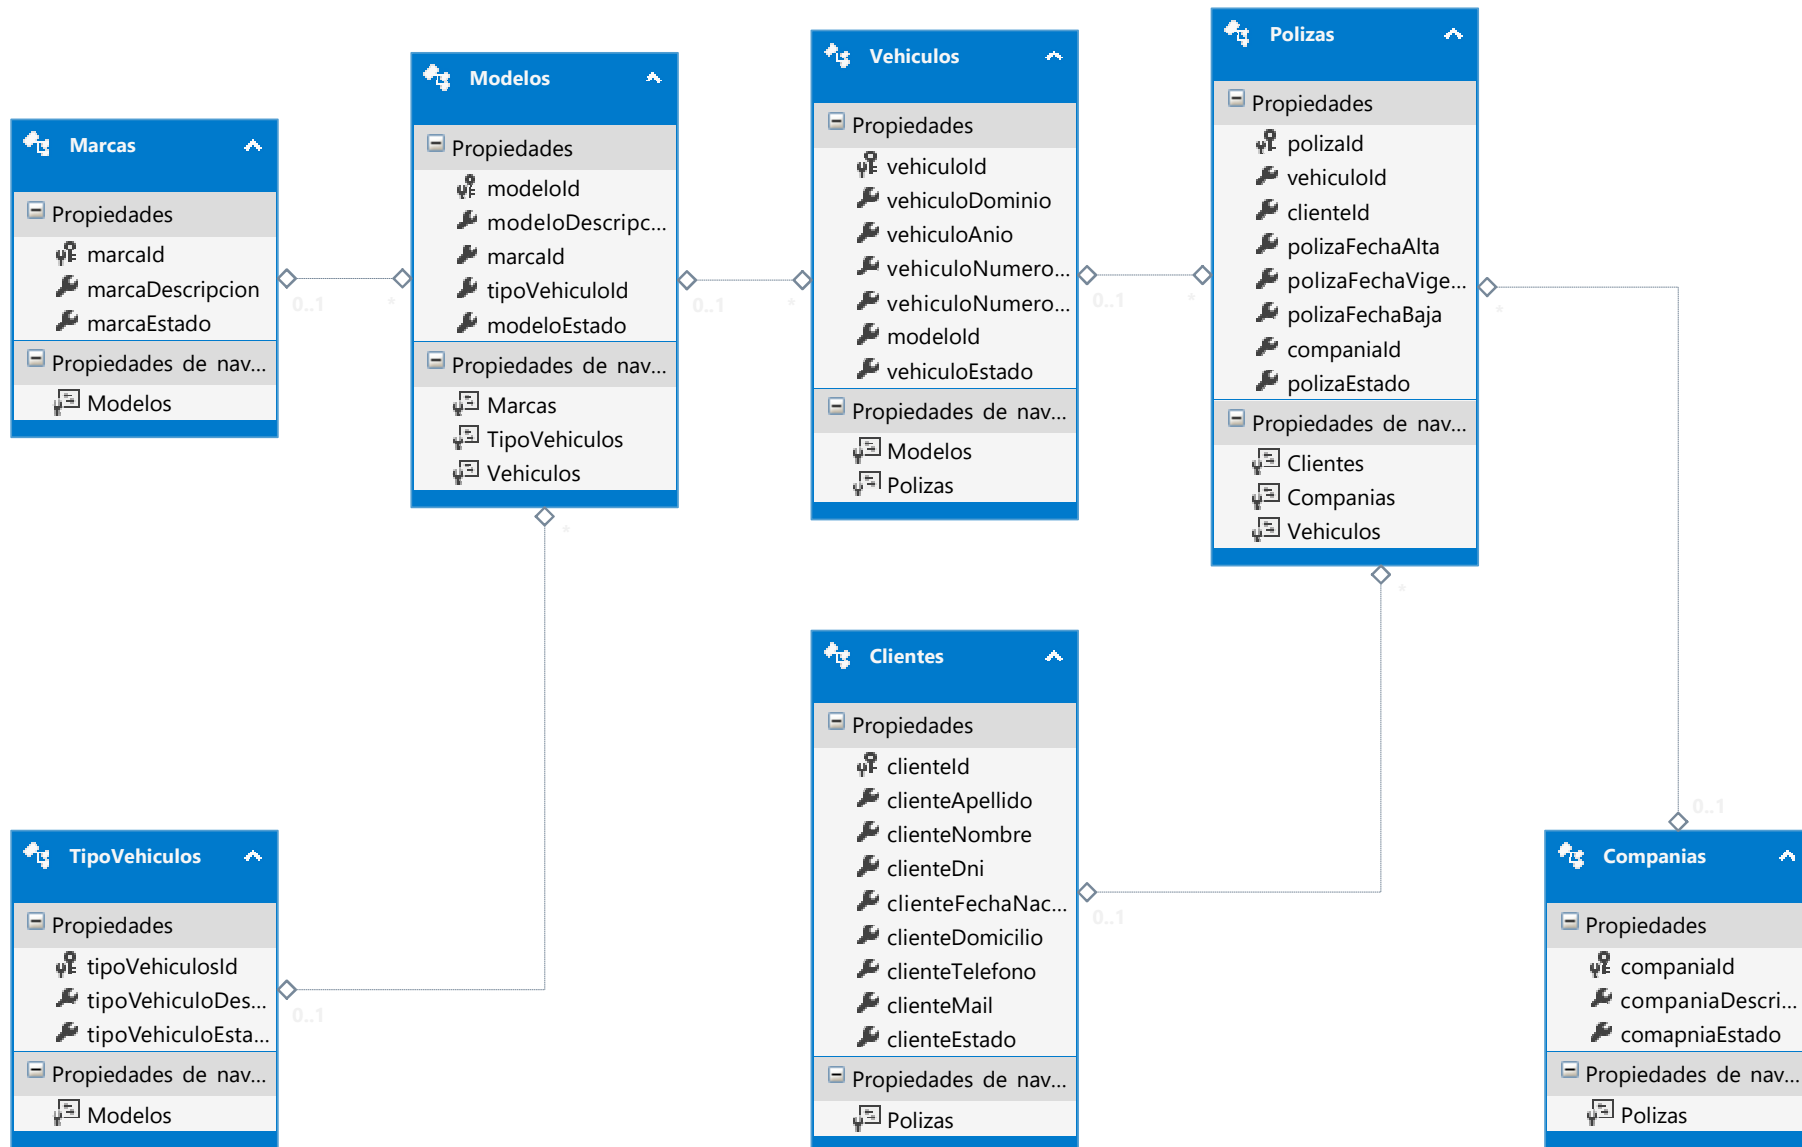 Marcas
Propiedades
marcaId
marcaDescripcion
marcaEstado
Propiedades de nav...
Modelos
0..1
*
Modelos
Propiedades
modeloId
modeloDescripc...
marcaId
tipoVehiculoId
modeloEstado
Propiedades de nav...
Marcas
TipoVehiculos
Vehiculos
0..1
*
*
Vehiculos
Propiedades
vehiculoId
vehiculoDominio
vehiculoAnio
vehiculoNumero...
vehiculoNumero...
modeloId
vehiculoEstado
Propiedades de nav...
Modelos
Polizas
0..1
*
Polizas
Propiedades
polizaId
vehiculoId
clienteId
polizaFechaAlta
polizaFechaVige...
polizaFechaBaja
companiaId
polizaEstado
Propiedades de nav...
Clientes
Companias
Vehiculos
*
*
TipoVehiculos
Propiedades
tipoVehiculosId
tipoVehiculoDes...
tipoVehiculoEsta...
Propiedades de nav...
Modelos
0..1
Clientes
Propiedades
clienteId
clienteApellido
clienteNombre
clienteDni
clienteFechaNac...
clienteDomicilio
clienteTelefono
clienteMail
clienteEstado
Propiedades de nav...
Polizas
0..1
0..1
Companias
Propiedades
companiaId
companiaDescri...
comapniaEstado
Propiedades de nav...
Polizas